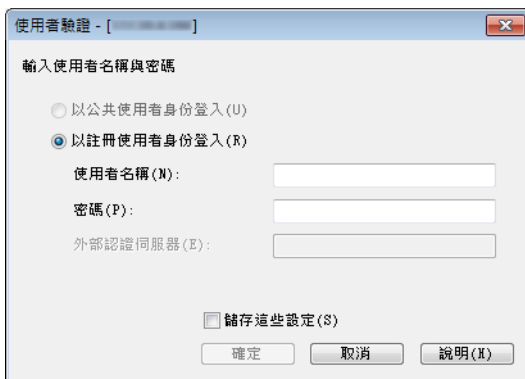 使用者驗證 - [ ]
輸入使用者名稱與密碼
以公共使用者身份登入(U)
以註冊使用者身份登入(R)
使用者名稱(N):
密碼(P):
外部認證伺服器(E):
儲存這些設定(S)
確定 取消 說明(X)